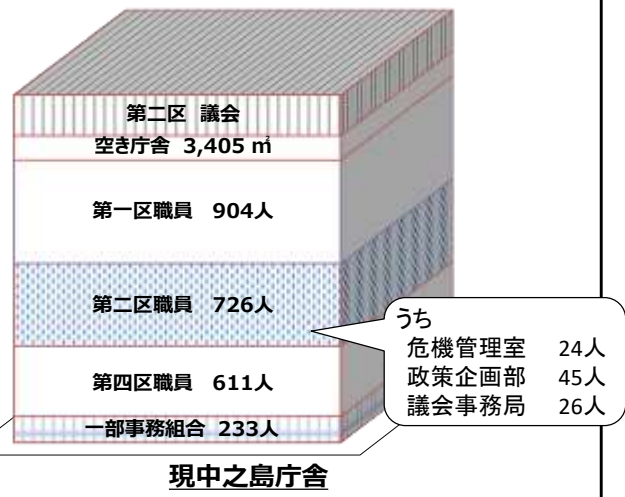 第二区 議会
空き庁舎 3,405 ㎡
第一区職員 904人
第二区職員 726人
うち
危機管理室 24人
政策企画部 45人
議会事務局 26人
第四区職員 611人
一部事務組合 233人
現中之島庁舎